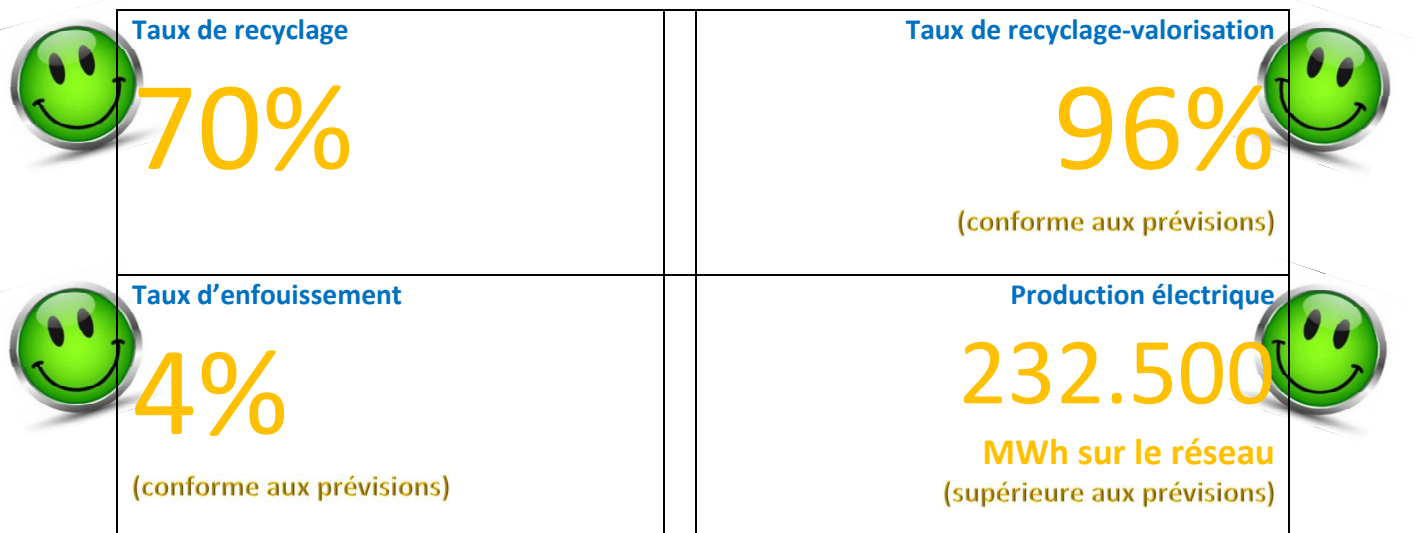 Taux de recyclage
70%
Taux de recyclage-valorisation
96%
(conforme aux prévisions)
Taux d’enfouissement
4%
(conforme aux prévisions)
Production électrique
232.500
MWh sur le réseau
(supérieure aux prévisions)